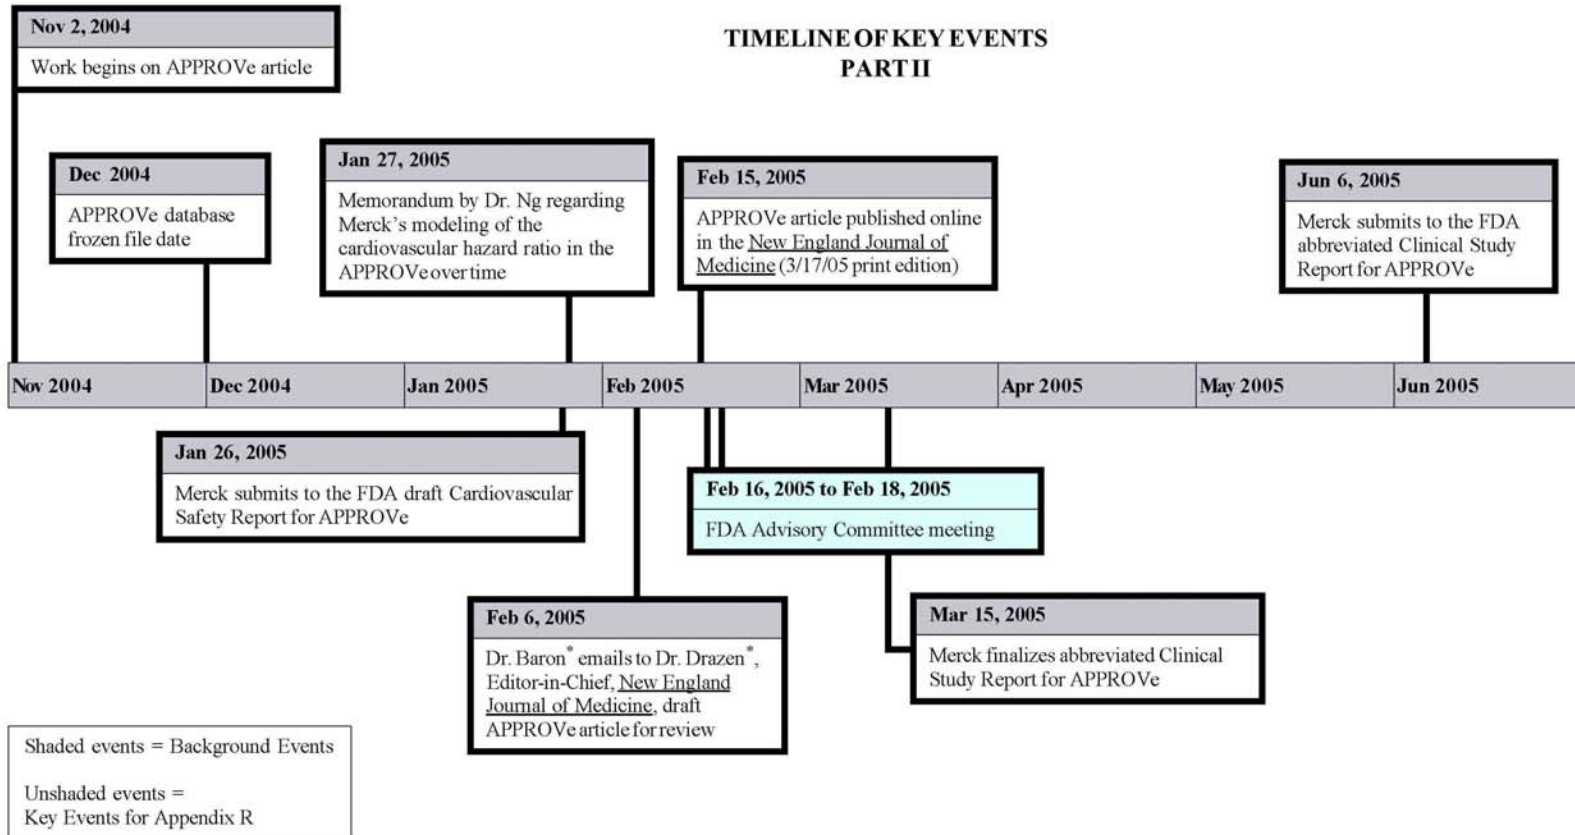 TIMELINE OF KEY EVENTS
PART II
Nov 2, 2004
Work begins on APPROVe article
Dec 2004
APPROVe database
frozen file date
Jan 27, 2005
Memorandum by Dr. Ng regarding
Merck's modeling of the
cardiovascular hazard ratio in the
APPROVe over time
Feb 15, 2005
APPROVe article published online
in the New England Journal of
Medicine (3/17/05 print edition)
Jun 6, 2005
Merck submits to the FDA
abbreviated Clinical Study
Report for APPROVe
Nov 2004
Dec 2004
Jan 2005
Feb 2005
Mar 2005
Apr 2005
May 2005
Jun 2005
Jan 26, 2005
Merck submits to the FDA draft Cardiovascular
Safety Report for APPROVe
Feb 16, 2005 to Feb 18, 2005
FDA Advisory Committee meeting
Feb 6, 2005
Dr. Baron* emails to Dr. Drazen*,
Editor-in-Chief, New England
Journal of Medicine, draft
APPROVe article for review
Mar 15, 2005
Merck finalizes abbreviated Clinical
Study Report for APPROVe
Shaded events = Background Events
Unshaded events =
Key Events for Appendix R